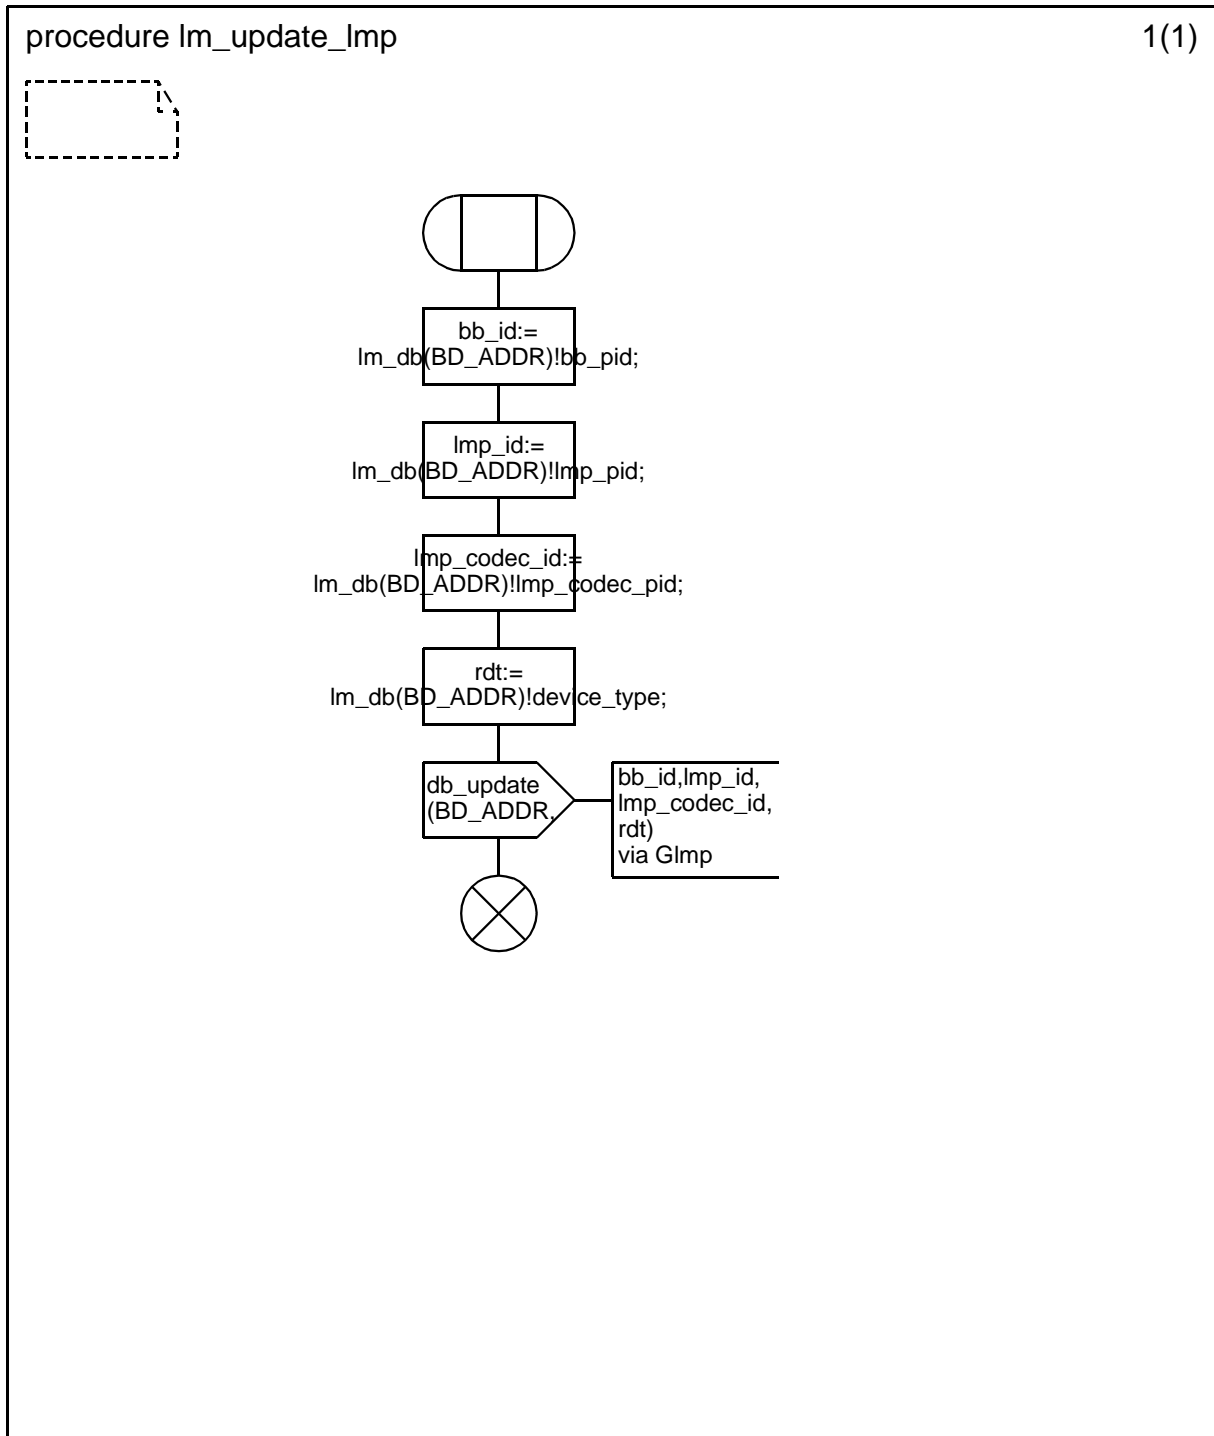 procedure lm_update_lmp
1(1)
bb_id:=
lm_db(BD_ADDR)!bb_pid;
lmp_id:=
lm_db(BD_ADDR)!lmp_pid;
lmp_codec_id:=
lm_db(BD_ADDR)!lmp_codec_pid;
rdt:=
lm_db(BD_ADDR)!device_type;
db_update
(BD_ADDR,
bb_id,lmp_id,
lmp_codec_id,
rdt)
via Glmp